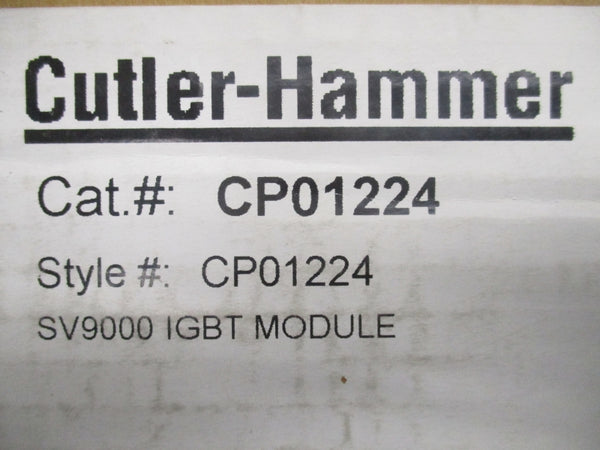 Cutler-Hammer
Cat.#: CP01224
Style #: CP01224
SV9000 IGBT MODULE